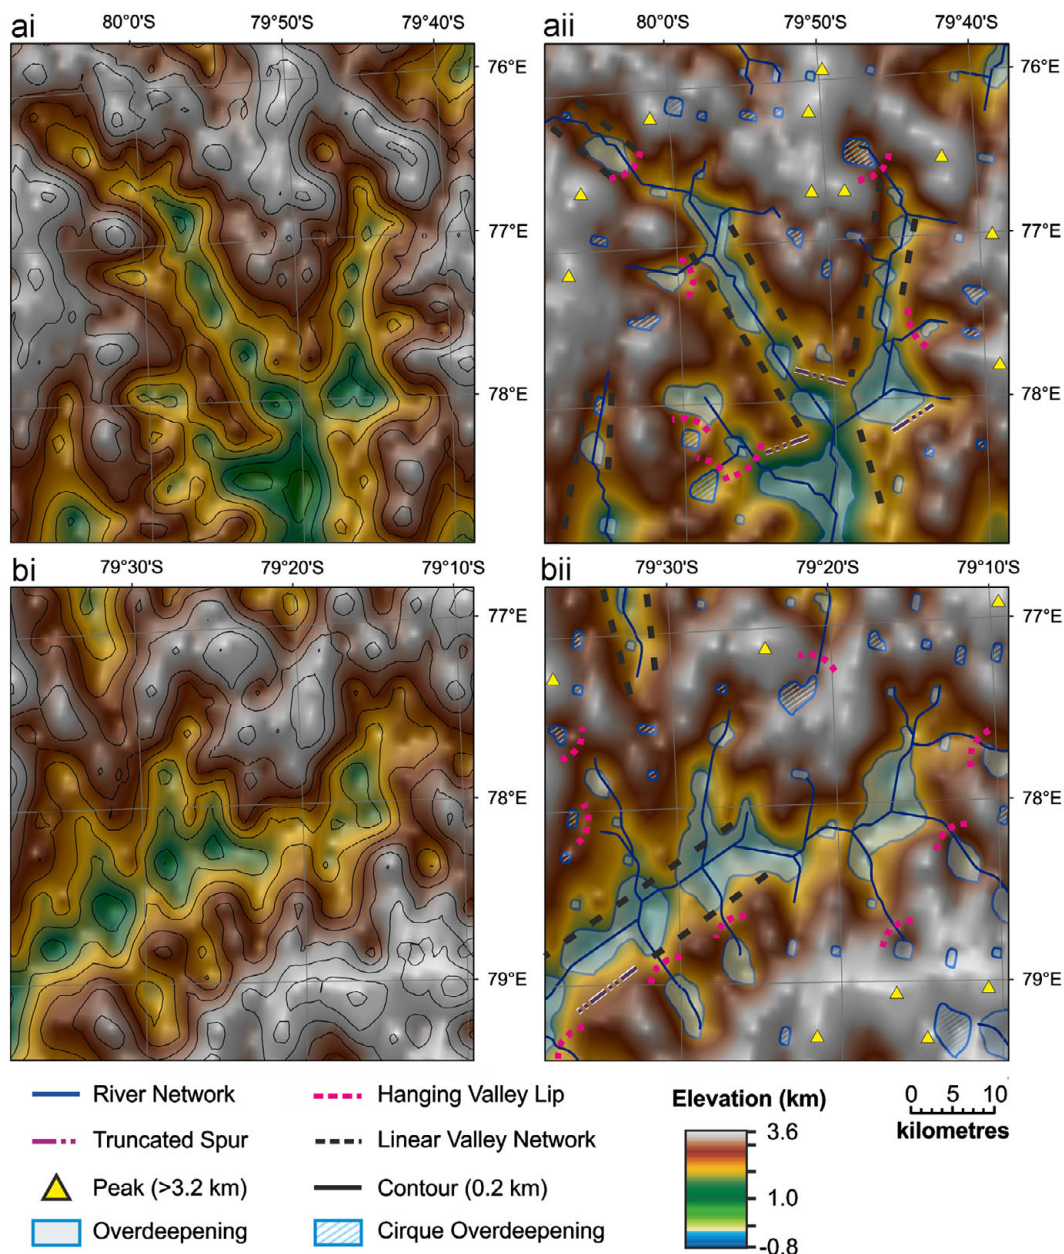 ai
80°0'S 79°50'S 79°40'S
aii
80°0'S 79°50'S 79°40'S
76°E
77°E
78°E
76°E
77°E
78°E
bi
79°30'S 79°20'S 79°10'S
bii
79°30'S 79°20'S 79°10'S
77°E
78°E
79°E
77°E
78°E
79°E
River Network
Hanging Valley Lip
Truncated Spur
Linear Valley Network
Peak (>3.2 km)
Contour (0.2 km)
Overdeepening
Cirque Overdeepening
Elevation (km)
3.6
1.0
-0.8
0 5 10
kilometres